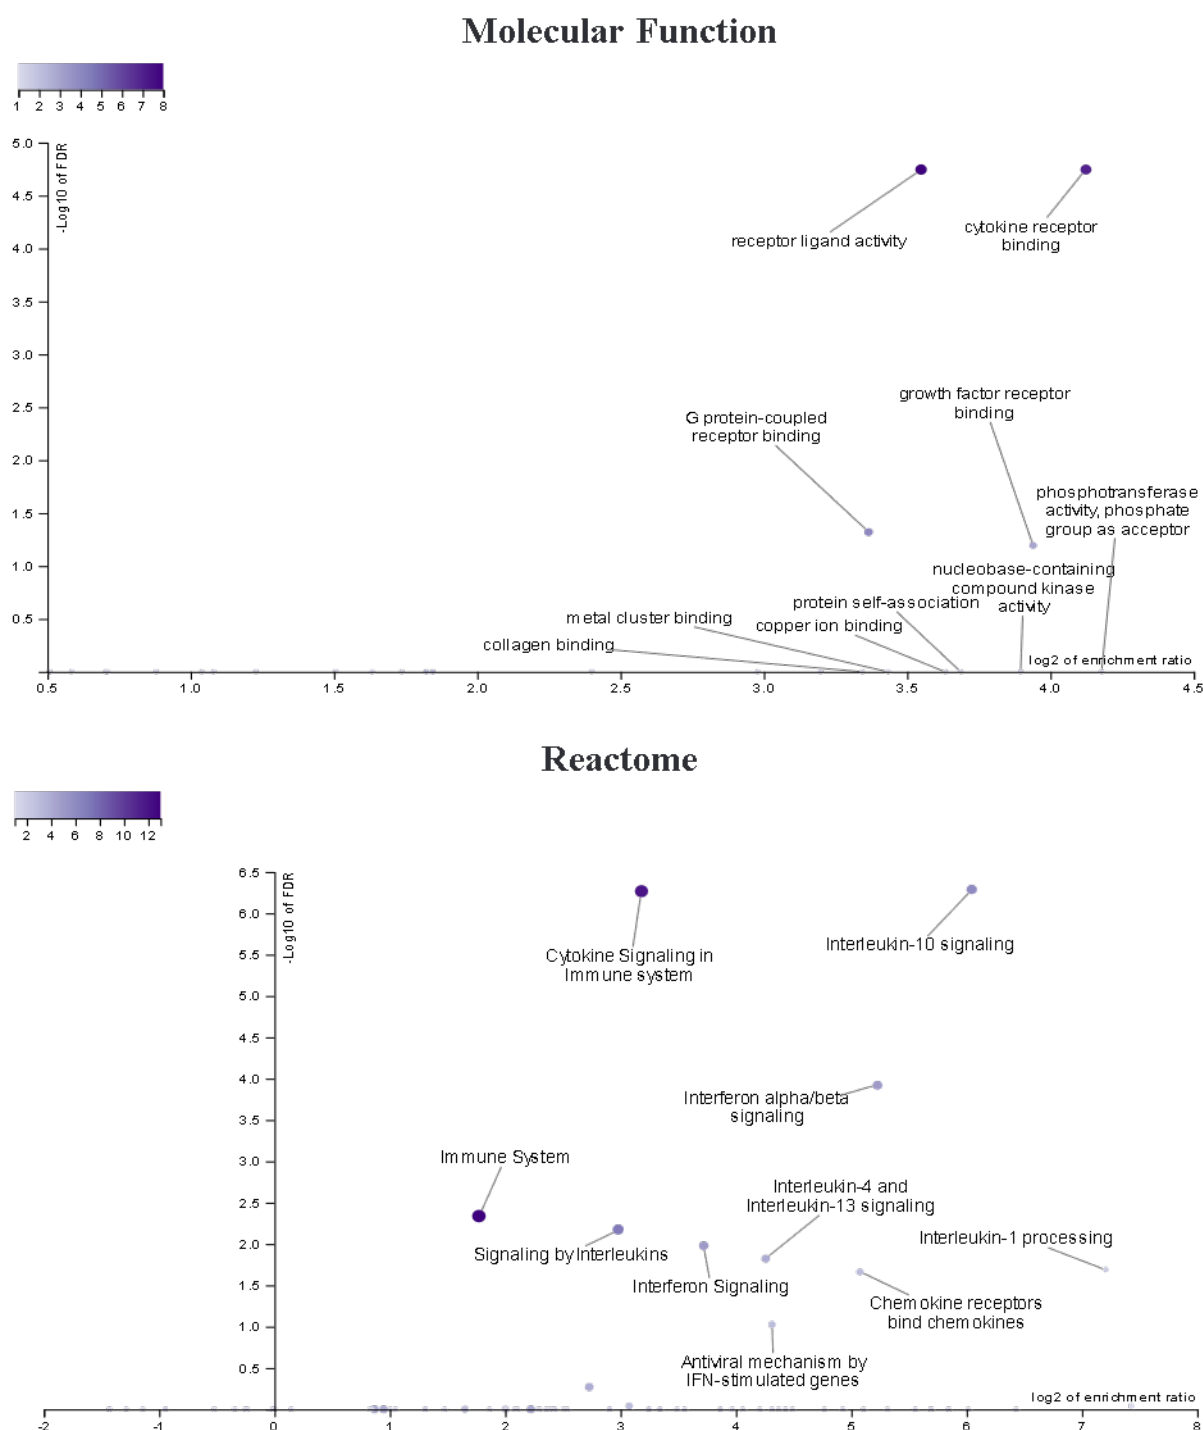 Molecular Function
1 2 3 4 5 6 7 8
5.0
-Log10 of FDR
4.5
receptor ligand activity
cytokine receptor
binding
4.0
3.5
3.0
growth factor receptor
binding
2.5
G protein-coupled
receptor binding
2.0
phosphotransferase
activity, phosphate
group as acceptor
1.5
1.0
nucleobase-containing
compound kinase
activity
protein self-association
copper ion binding
metal cluster binding
collagen binding
0.5
log2 of enrichment ratio
0.5 1.0 1.5 2.0 2.5 3.0 3.5 4.0 4.5
Reactome
2 4 6 8 10 12
6.5
-Log10 of FDR
6.0
Interleukin-10 signaling
5.5
Cytokine Signaling in
Immune system
5.0
4.5
4.0
Interferon alpha/beta
signaling
3.5
3.0
Immune System
Interleukin-4 and
Interleukin-13 signaling
2.5
Interleukin-1 processing
2.0
Signaling by Interleukins
Interferon Signaling
1.5
Chemokine receptors
bind chemokines
1.0
Antiviral mechanism by
IFN-stimulated genes
0.5
log2 of enrichment ratio
-2 -1 0 1 2 3 4 5 6 7 8